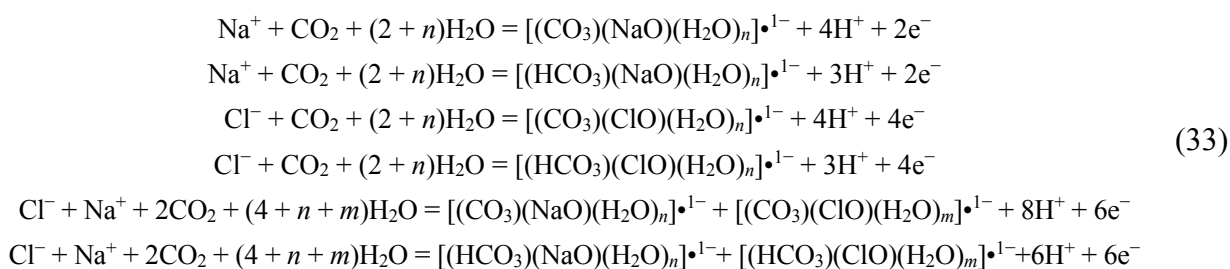 Na⁺ + CO₂ + (2 + n)H₂O = [(CO₃)(NaO)(H₂O)ₙ]•¹⁻ + 4H⁺ + 2e⁻
Na⁺ + CO₂ + (2 + n)H₂O = [(HCO₃)(NaO)(H₂O)ₙ]•¹⁻ + 3H⁺ + 2e⁻
Cl⁻ + CO₂ + (2 + n)H₂O = [(CO₃)(ClO)(H₂O)ₙ]•¹⁻ + 4H⁺ + 4e⁻
Cl⁻ + CO₂ + (2 + n)H₂O = [(HCO₃)(ClO)(H₂O)ₙ]•¹⁻ + 3H⁺ + 4e⁻
(33)
Cl⁻ + Na⁺ + 2CO₂ + (4 + n + m)H₂O = [(CO₃)(NaO)(H₂O)ₙ]•¹⁻ + [(CO₃)(ClO)(H₂O)ₘ]•¹⁻ + 8H⁺ + 6e⁻
Cl⁻ + Na⁺ + 2CO₂ + (4 + n + m)H₂O = [(HCO₃)(NaO)(H₂O)ₙ]•¹⁻+ [(HCO₃)(ClO)(H₂O)ₘ]•¹⁻+6H⁺ + 6e⁻